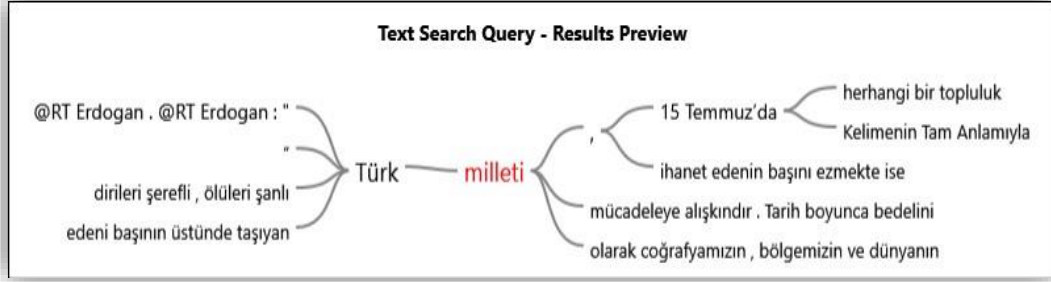 Text Search Query - Results Preview
@RT Erdogan . @RT Erdogan : "
"
dirileri şerefli , ölüleri şanlı
edeni başının üstünde taşıyan
Türk
milleti
,
15 Temmuz'da
herhangi bir topluluk
Kelimenin Tam Anlamıyla
ihanet edenin başını ezmekte ise
mücadeleye alışkındır . Tarih boyunca bedelini
olarak coğrafyamızın , bölgemizin ve dünyanın